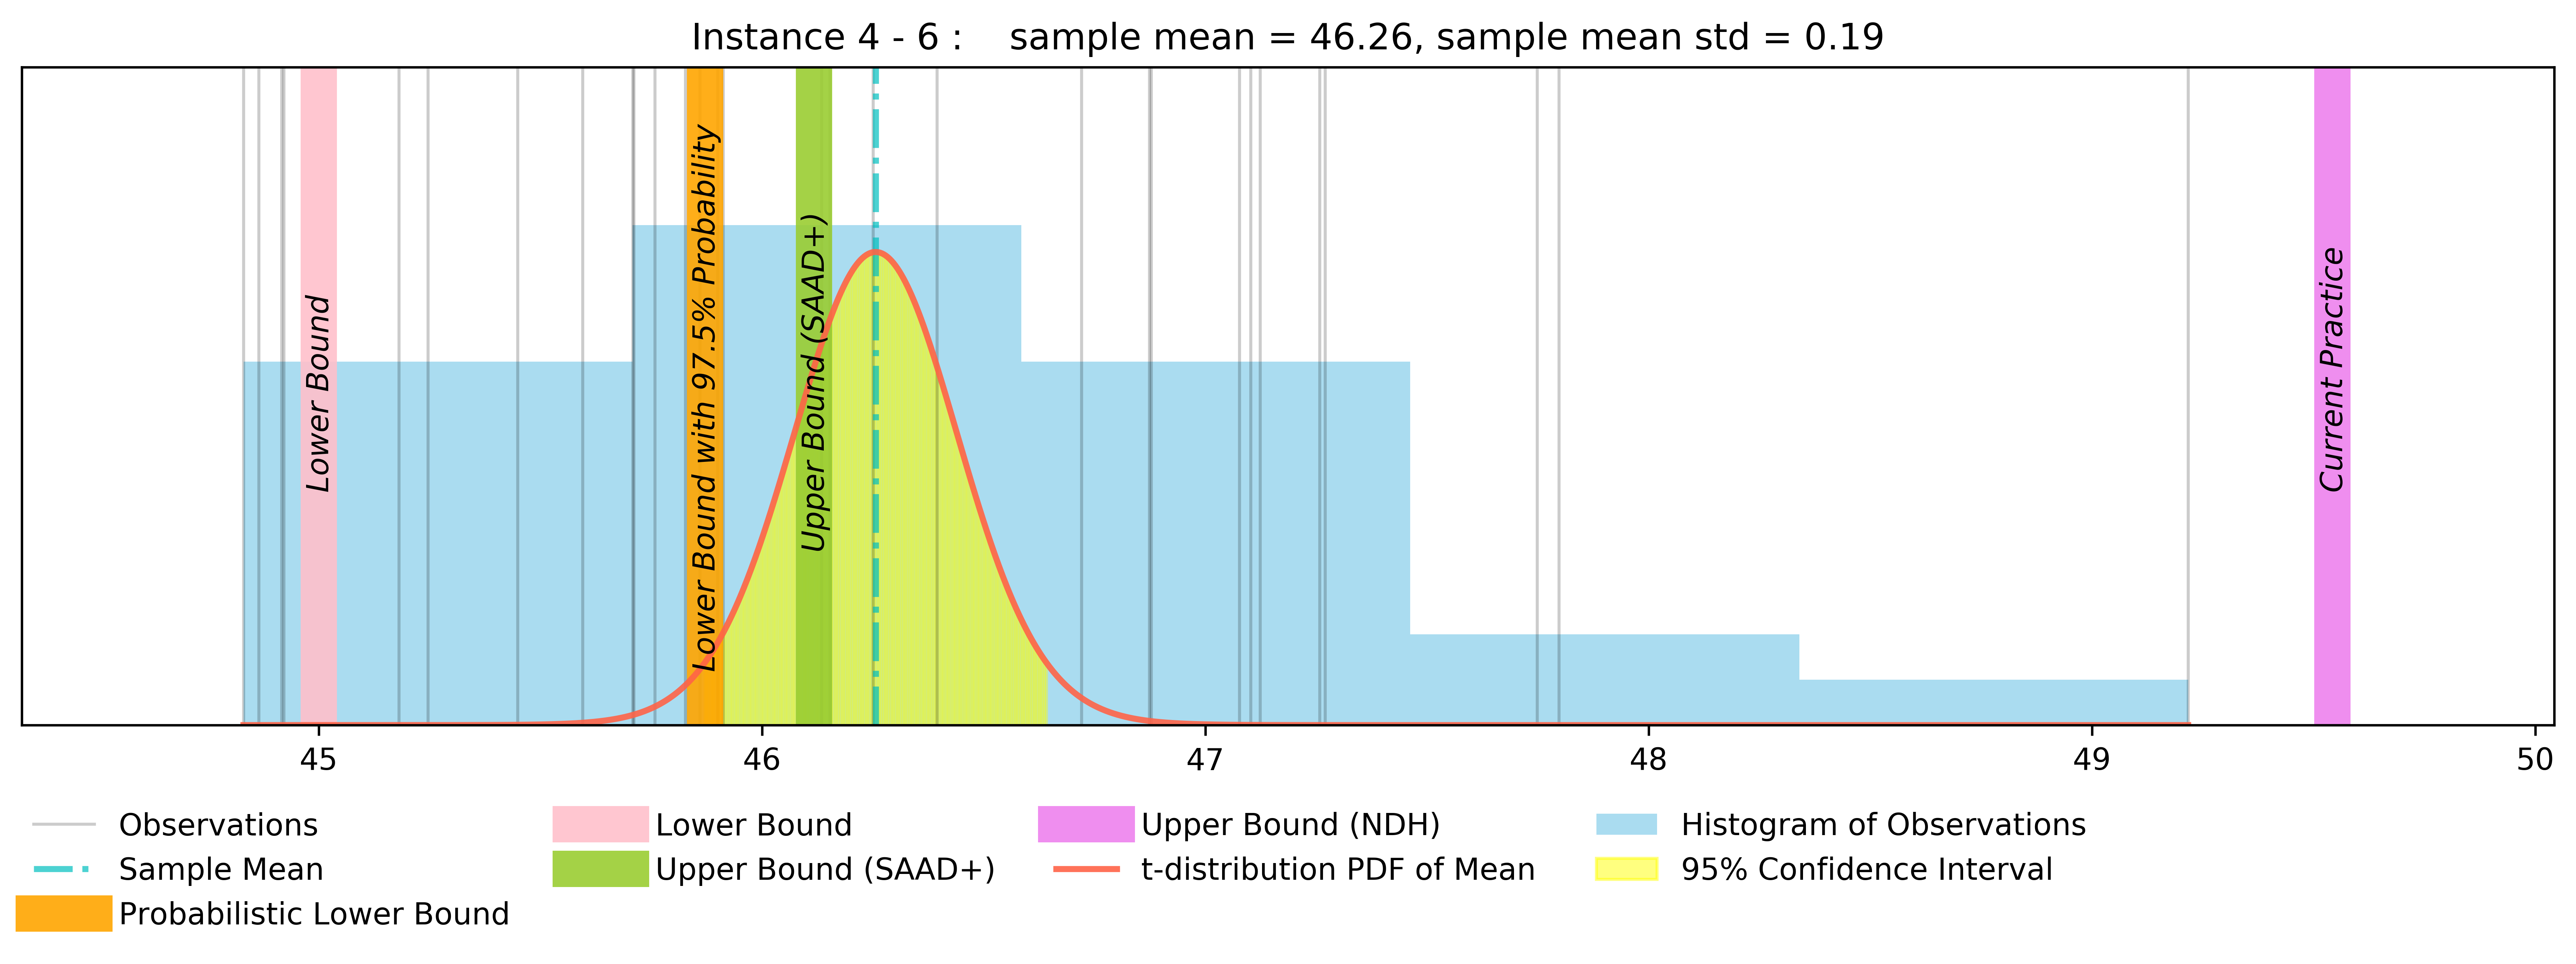 Instance 4 - 6 :    sample mean = 46.26, sample mean std = 0.19
Lower Bound
Lower Bound with 97.5% Probability
Upper Bound (SAAD+)
Current Practice
45 46 47 48 49 50
Observations
Sample Mean
Probabilistic Lower Bound
Lower Bound
Upper Bound (SAAD+)
Upper Bound (NDH)
t-distribution PDF of Mean
Histogram of Observations
95% Confidence Interval